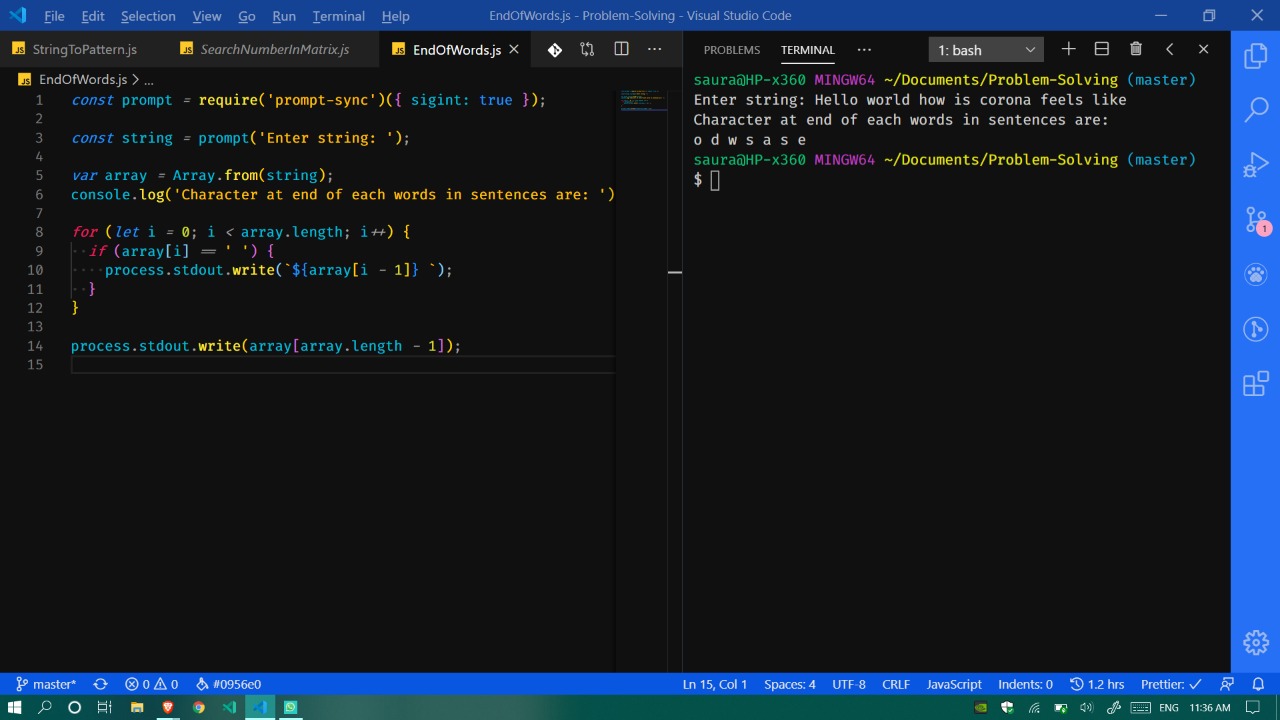 File Edit Selection View Go Run Terminal Help EndOfWords.js - Problem-Solving - Visual Studio Code
JS StringToPattern.js JS SearchNumberInMatrix.js JS EndOfWords.js
JS EndOfWords.js > ...
1 const prompt = require('prompt-sync')({ sigint: true });
2
3 const string = prompt('Enter string: ');
4
5 var array = Array.from(string);
6 console.log('Character at end of each words in sentences are: ')
7
8 for (let i = 0; i < array.length; i++) {
9 if (array[i] == ' ') {
10 process.stdout.write(`${array[i - 1]} `);
11 }
12 }
13
14 process.stdout.write(array[array.length - 1]);
15
PROBLEMS TERMINAL ... 1: bash
saura@HP-x360 MINGW64 ~/Documents/Problem-Solving (master)
Enter string: Hello world how is corona feels like
Character at end of each words in sentences are:
o d w s a s e
saura@HP-x360 MINGW64 ~/Documents/Problem-Solving (master)
$
1
master* 0 0 #0956e0 Ln 15, Col 1 Spaces: 4 UTF-8 CRLF JavaScript Indents: 0 1.2 hrs Prettier: ✓
ENG 11:36 AM